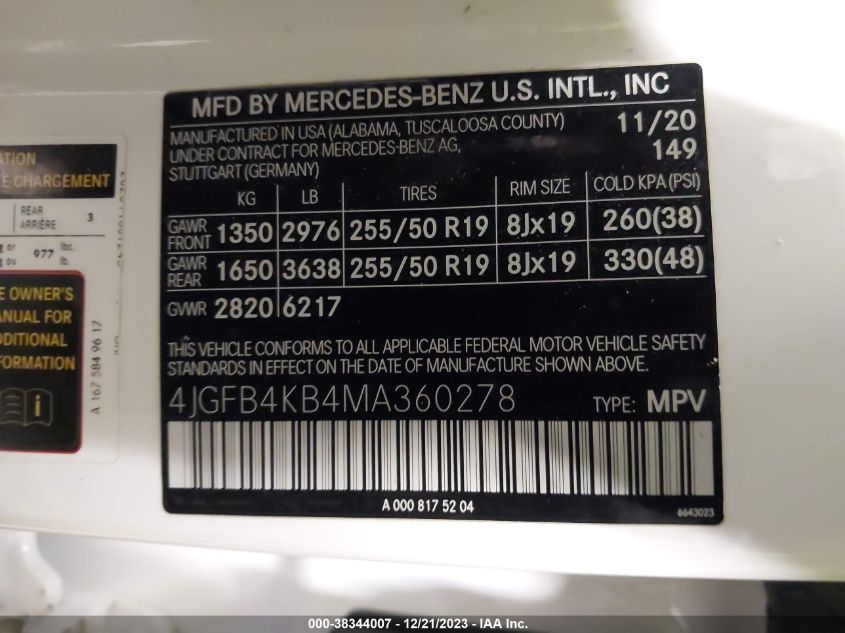 MFD BY MERCEDES-BENZ U.S. INTL., INC
MANUFACTURED IN USA (ALABAMA, TUSCALOOSA COUNTY) 11/20
UNDER CONTRACT FOR MERCEDES-BENZ AG, 149
STUTTGART (GERMANY)
KG LB TIRES RIM SIZE COLD KPA (PSI)
GAWR FRONT 1350 2976 255/50 R19 8Jx19 260(38)
GAWR REAR 1650 3638 255/50 R19 8Jx19 330(48)
GVWR 2820 6217
THIS VEHICLE CONFORMS TO ALL APPLICABLE FEDERAL MOTOR VEHICLE SAFETY
STANDARDS IN EFFECT ON THE DATE OF MANUFACTURE SHOWN ABOVE.
4JGFB4KB4MA360278 TYPE: MPV
A 000 817 52 04
6643023
CHARGEMENT
REAR
ARRIÈRE 3
or 977 lbs.
ou lb.
OWNER'S
FOR
A 167 584 96 17
000-38344007 - 12/21/2023 - IAA Inc.